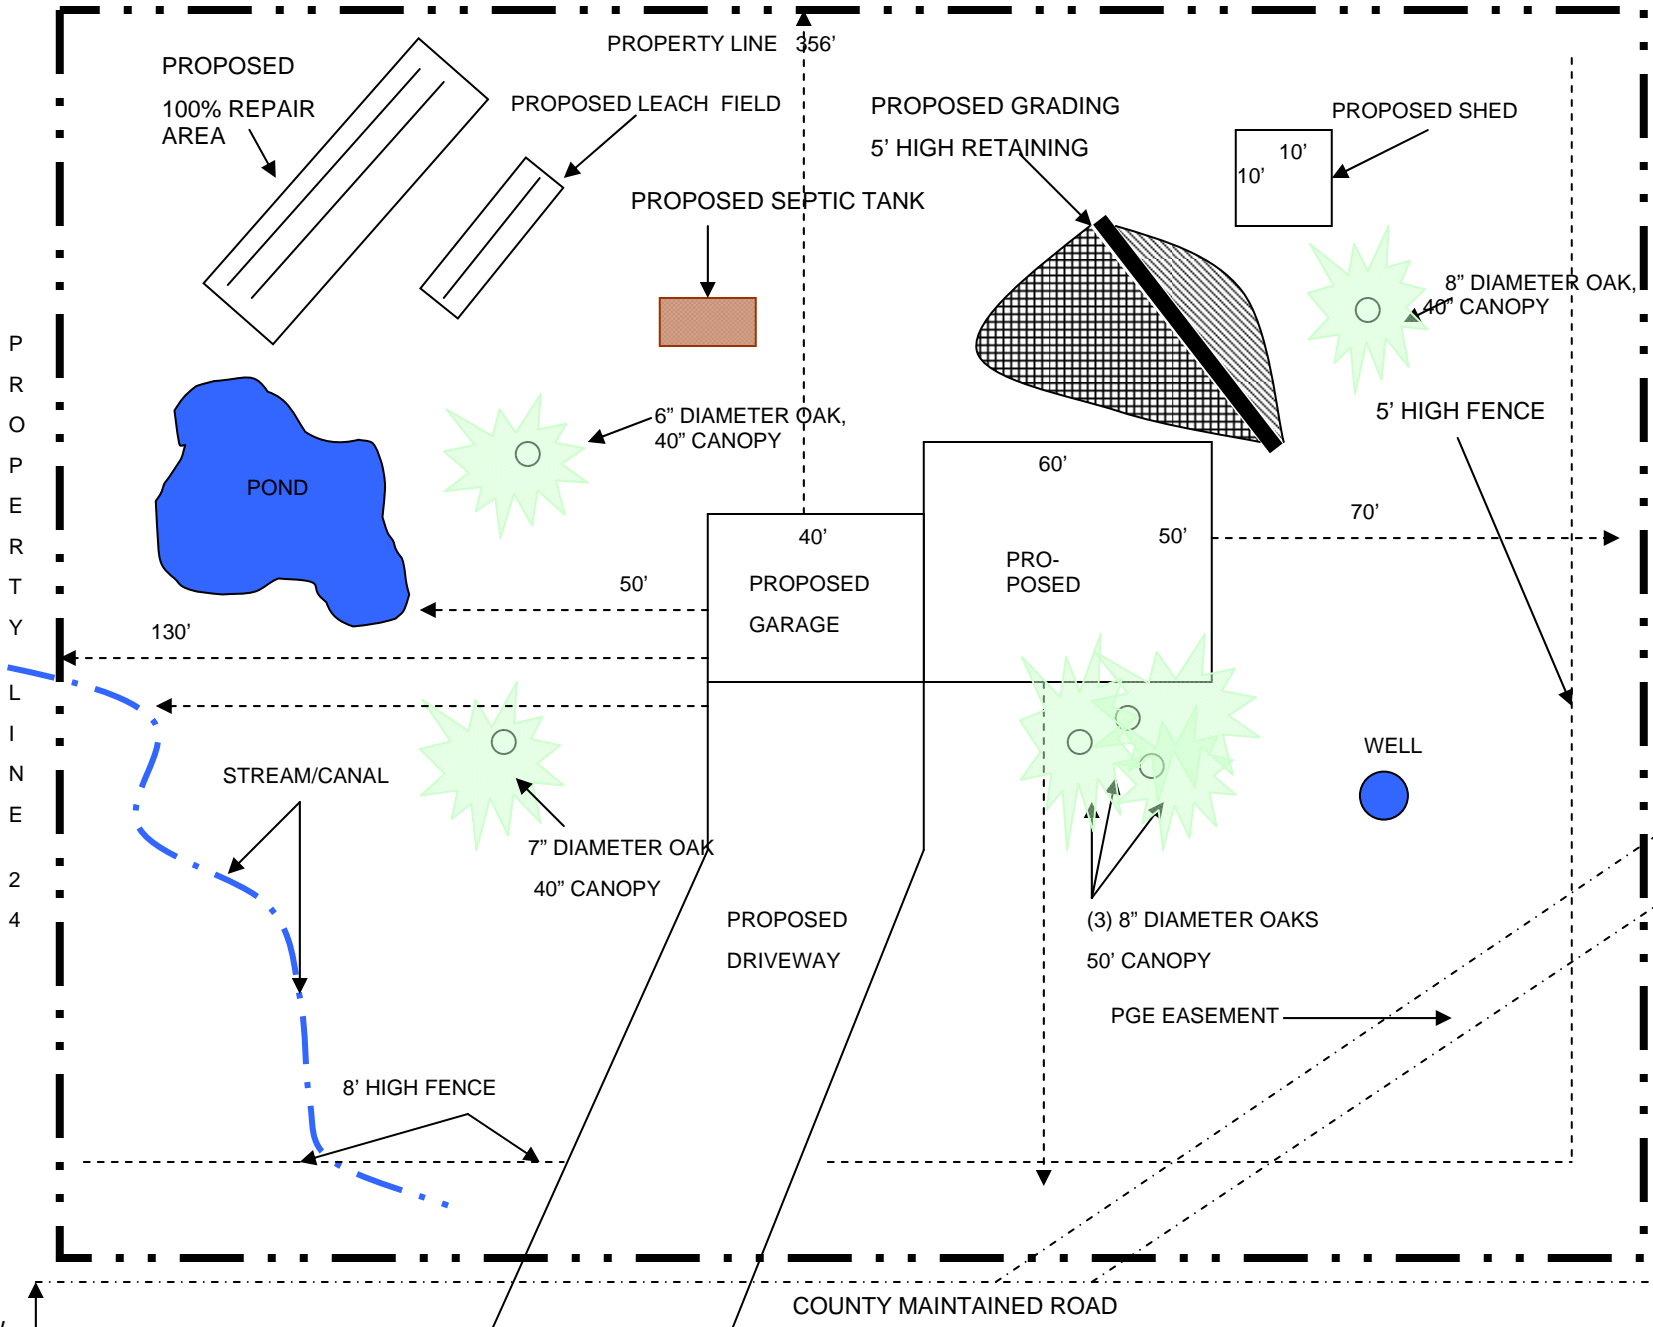 PROPERTY LINE 356’
PROPOSED
100% REPAIR
AREA
PROPOSED LEACH FIELD
PROPOSED GRADING
5’ HIGH RETAINING
PROPOSED SHED
10’
10’
PROPOSED SEPTIC TANK
8” DIAMETER OAK,
40” CANOPY
PROPERTY LINE 24
6” DIAMETER OAK,
40” CANOPY
5’ HIGH FENCE
POND
60’
50’
70’
40’
PRO-
POSED
PROPOSED
GARAGE
50’
130’
STREAM/CANAL
WELL
7” DIAMETER OAK
40” CANOPY
PROPOSED
DRIVEWAY
(3) 8” DIAMETER OAKS
50’ CANOPY
PGE EASEMENT
8’ HIGH FENCE
COUNTY MAINTAINED ROAD